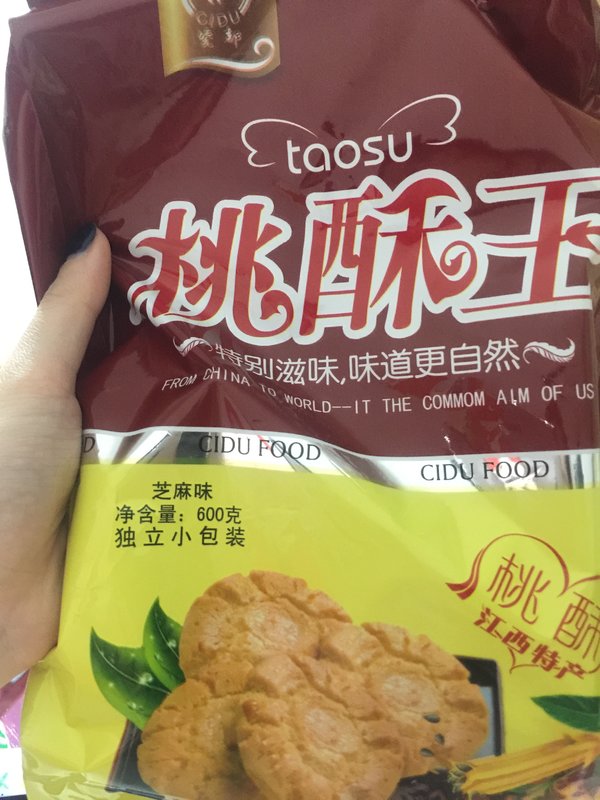 CIDU
瓷都
taosu
桃酥王
特别滋味,味道更自然
FROM CHINA TO WORLD--IT THE COMMOM AIM OF US
CIDU FOOD
CIDU FOOD
芝麻味
净含量：600克
独立小包装
桃酥
江西特产